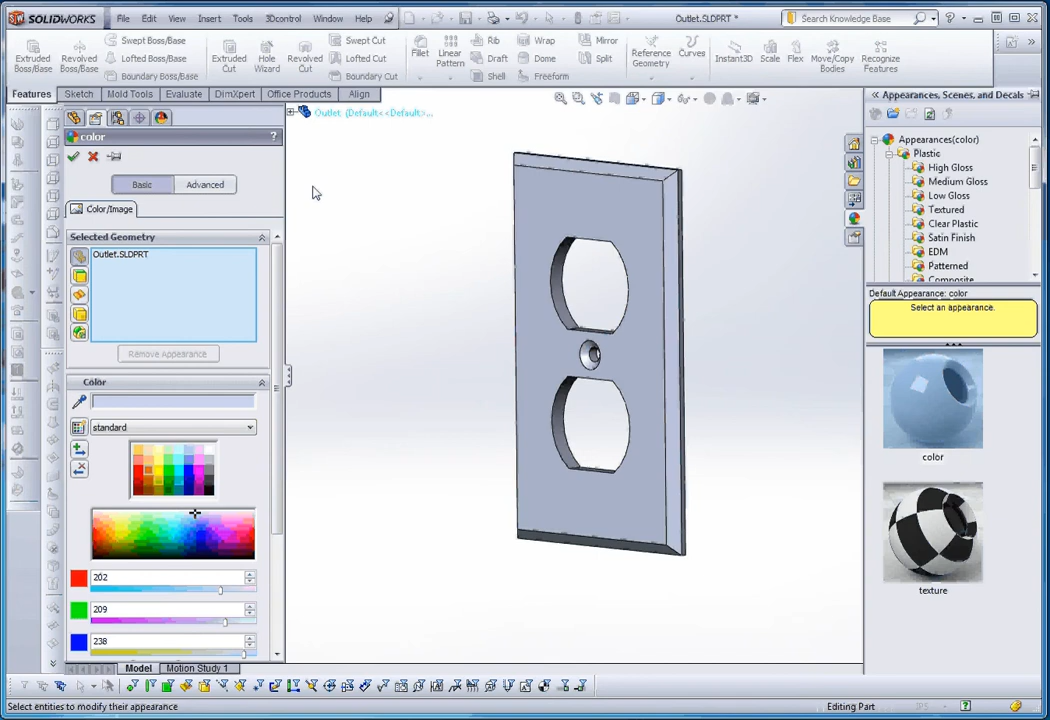 SOLIDWORKS File Edit View Insert Tools 3Dcontrol Window Help Outlet.SLDPRT * Search Knowledge Base
Extruded Boss/Base
Revolved Boss/Base
Swept Boss/Base
Lofted Boss/Base
Boundary Boss/Base
Extruded Cut
Hole Wizard
Revolved Cut
Swept Cut
Lofted Cut
Boundary Cut
Fillet
Linear Pattern
Rib
Draft
Shell
Wrap
Dome
Freeform
Mirror
Split
Reference Geometry
Curves
Instant3D
Scale
Flex
Move/Copy Bodies
Recognize Features
Features Sketch Mold Tools Evaluate DimXpert Office Products Align
Outlet (Default<<Default>...
color ?
Basic Advanced
Color/Image
Selected Geometry
Outlet.SLDPRT
Remove Appearance
Color
standard
202
209
238
Appearances, Scenes, and Decals
Appearances(color)
Plastic
High Gloss
Medium Gloss
Low Gloss
Textured
Clear Plastic
Satin Finish
EDM
Patterned
Composite
Default Appearance: color
Select an appearance.
color
texture
Model Motion Study 1
Select entities to modify their appearance Editing Part IPS